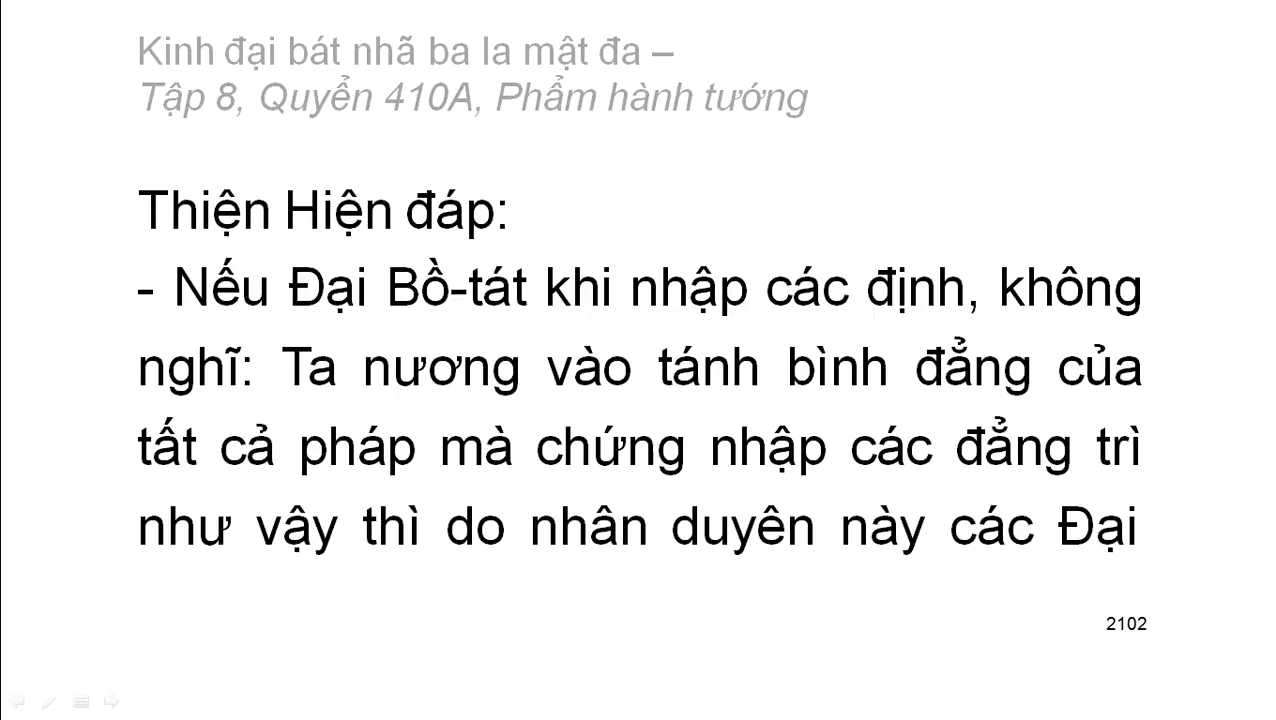 Kinh đại bát nhã ba la mật đa –
Tập 8, Quyển 410A, Phẩm hành tướng
Thiện Hiện đáp:
- Nếu Đại Bồ-tát khi nhập các định, không
nghĩ: Ta nương vào tánh bình đẳng của
tất cả pháp mà chứng nhập các đẳng trì
như vậy thì do nhân duyên này các Đại
2102